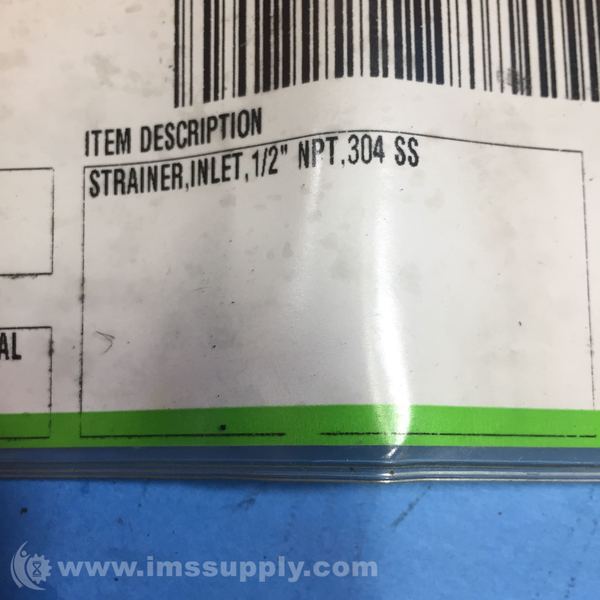 ITEM DESCRIPTION
STRAINER,INLET,1/2" NPT,304 SS
AL
www.imssupply.com